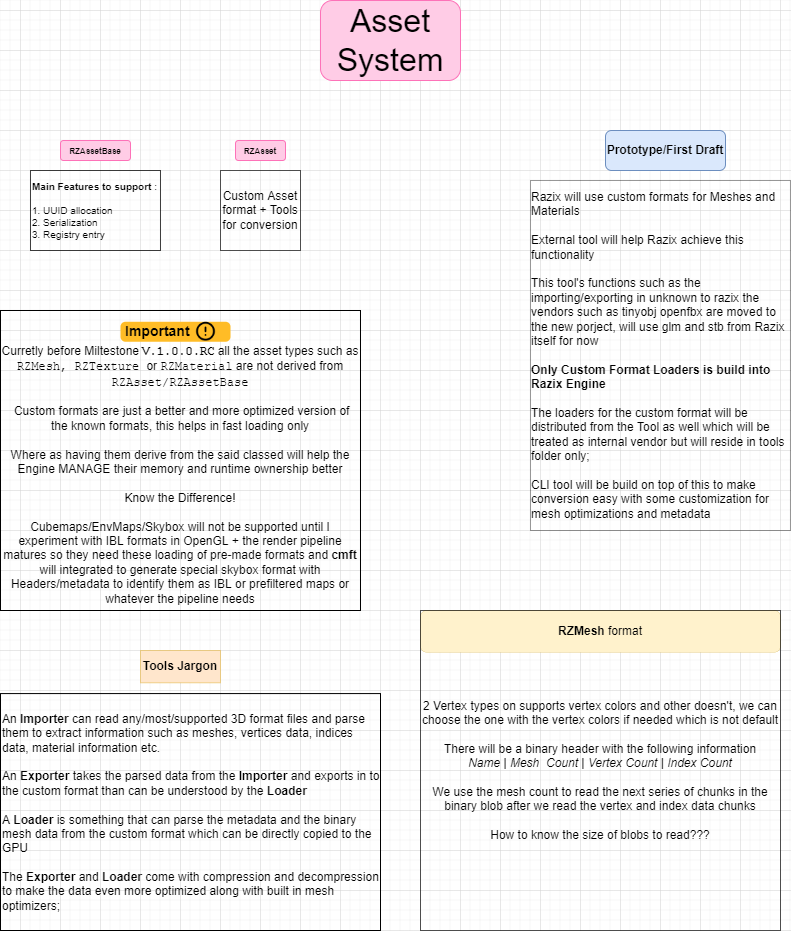 Asset
System
RZAssetBase
Main Features to support :
1. UUID allocation
2. Serialization
3. Registry entry
RZAsset
Custom Asset
format + Tools
for conversion
Prototype/First Draft
Razix will use custom formats for Meshes and
Materials
External tool will help Razix achieve this
functionality
This tool's functions such as the
importing/exporting in unknown to razix the
vendors such as tinyobj openfbx are moved to
the new porject, will use glm and stb from Razix
itself for now
Only Custom Format Loaders is build into
Razix Engine
The loaders for the custom format will be
distributed from the Tool as well which will be
treated as internal vendor but will reside in tools
folder only;
CLI tool will be build on top of this to make
conversion easy with some customization for
mesh optimizations and metadata
Important
Curretly before Miltestone V.1.0.0.RC all the asset types such as
RZMesh, RZTexture or RZMaterial are not derived from
RZAsset/RZAssetBase
Custom formats are just a better and more optimized version of
the known formats, this helps in fast loading only
Where as having them derive from the said classed will help the
Engine MANAGE their memory and runtime ownership better
Know the Difference!
Cubemaps/EnvMaps/Skybox will not be supported until I
experiment with IBL formats in OpenGL + the render pipeline
matures so they need these loading of pre-made formats and cmft
will integrated to generate special skybox format with
Headers/metadata to identify them as IBL or prefiltered maps or
whatever the pipeline needs
Tools Jargon
An Importer can read any/most/supported 3D format files and parse
them to extract information such as meshes, vertices data, indices
data, material information etc.
An Exporter takes the parsed data from the Importer and exports in to
the custom format than can be understood by the Loader
A Loader is something that can parse the metadata and the binary
mesh data from the custom format which can be directly copied to the
GPU
The Exporter and Loader come with compression and decompression
to make the data even more optimized along with built in mesh
optimizers;
RZMesh format
2 Vertex types on supports vertex colors and other doesn't, we can
choose the one with the vertex colors if needed which is not default
There will be a binary header with the following information
Name | Mesh Count | Vertex Count | Index Count
We use the mesh count to read the next series of chunks in the
binary blob after we read the vertex and index data chunks
How to know the size of blobs to read???